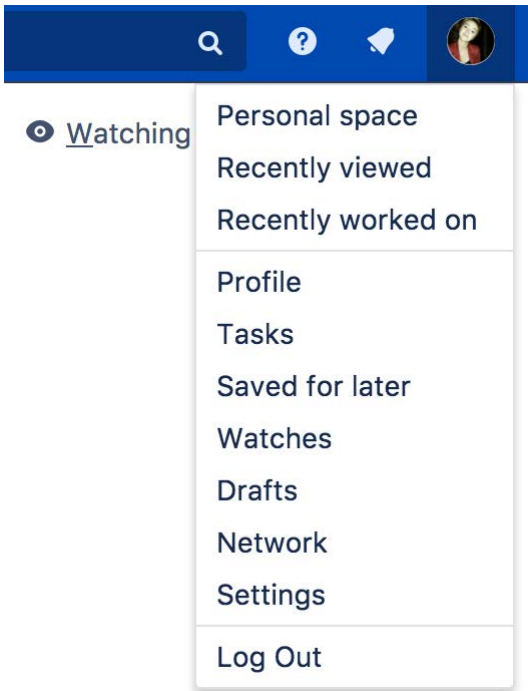 Watching
Personal space
Recently viewed
Recently worked on
Profile
Tasks
Saved for later
Watches
Drafts
Network
Settings
Log Out